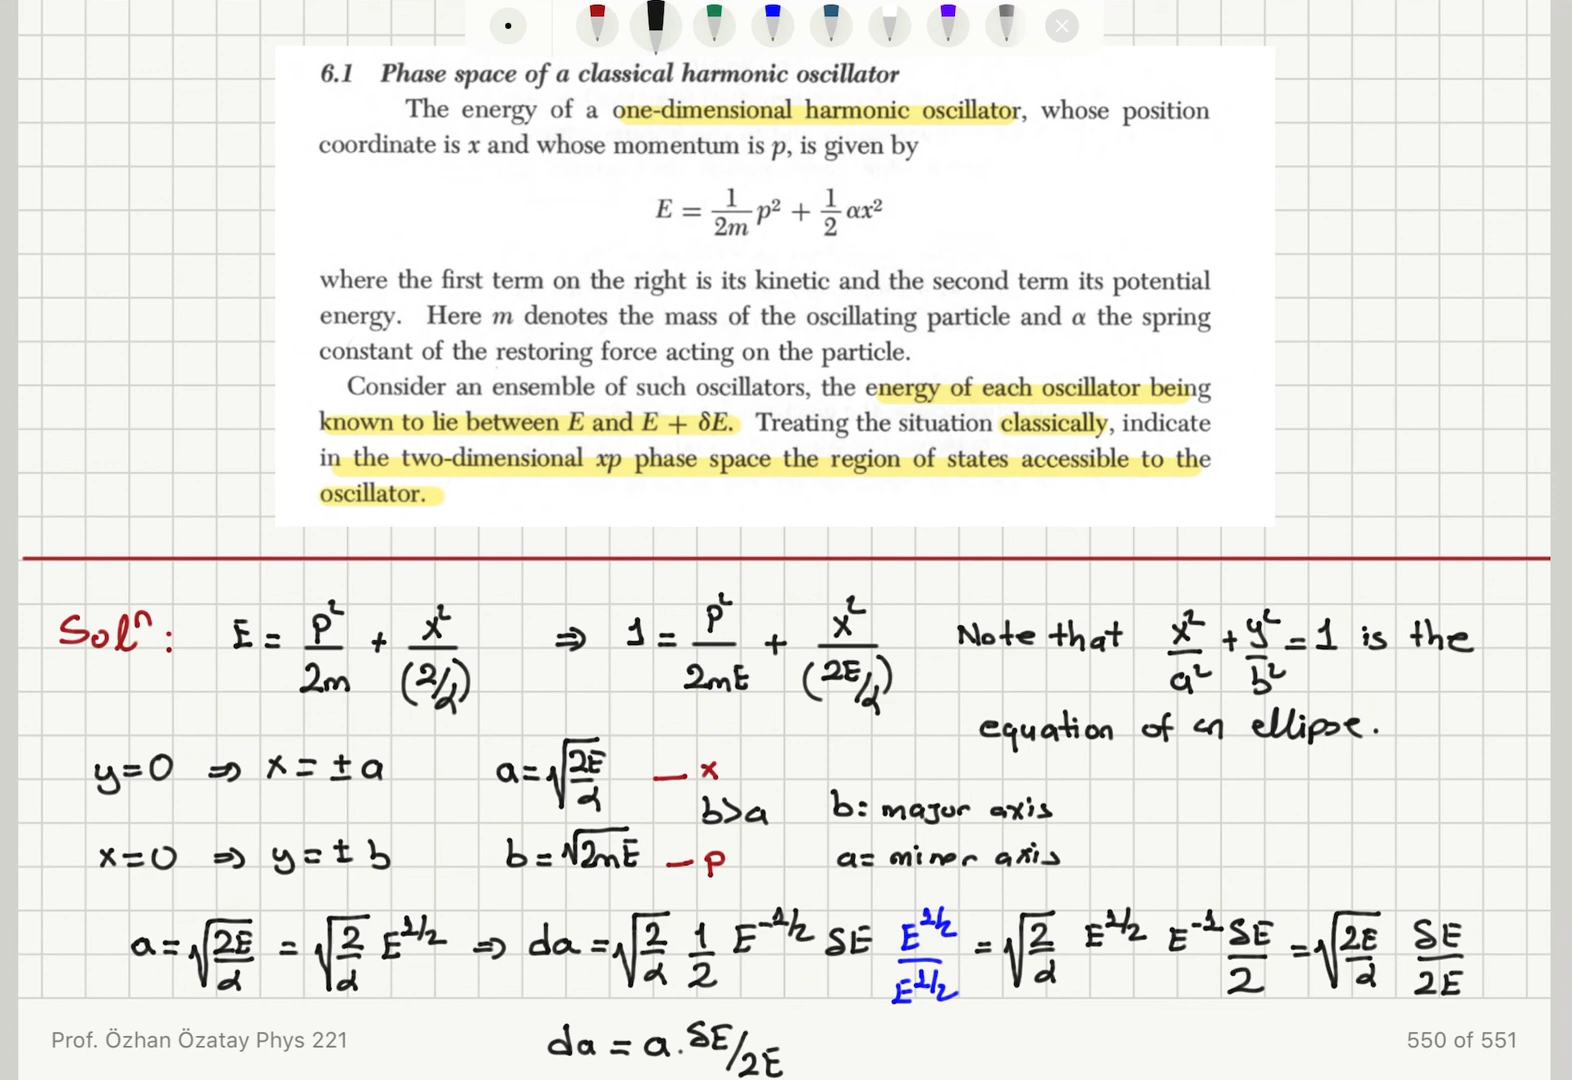 6.1 Phase space of a classical harmonic oscillator
The energy of a one-dimensional harmonic oscillator, whose position
coordinate is x and whose momentum is p, is given by
E = 1/2m p² + 1/2 αx²
where the first term on the right is its kinetic and the second term its potential
energy. Here m denotes the mass of the oscillating particle and α the spring
constant of the restoring force acting on the particle.
Consider an ensemble of such oscillators, the energy of each oscillator being
known to lie between E and E + δE. Treating the situation classically, indicate
in the two-dimensional xp phase space the region of states accessible to the
oscillator.
Solⁿ: E = p²/2m + x²/(2/α) ⇒ 1 = p²/2mE + x²/(2E/α) Note that x²/a² + y²/b² = 1 is the
equation of an ellipse.
y=0 ⇒ x = ± a a = √(2E/α) — x
b>a b: major axis
x=0 ⇒ y = ± b b = √2mE — p a= minor axis
a = √(2E/α) = √(2/α) E^1/2 ⇒ da = √(2/α) 1/2 E^-1/2 δE E^1/2/E^1/2 = √(2/α) E^1/2 E^-1 δE/2 = √(2E/α) δE/2E
da = a . δE/2E
Prof. Özhan Özatay Phys 221
550 of 551